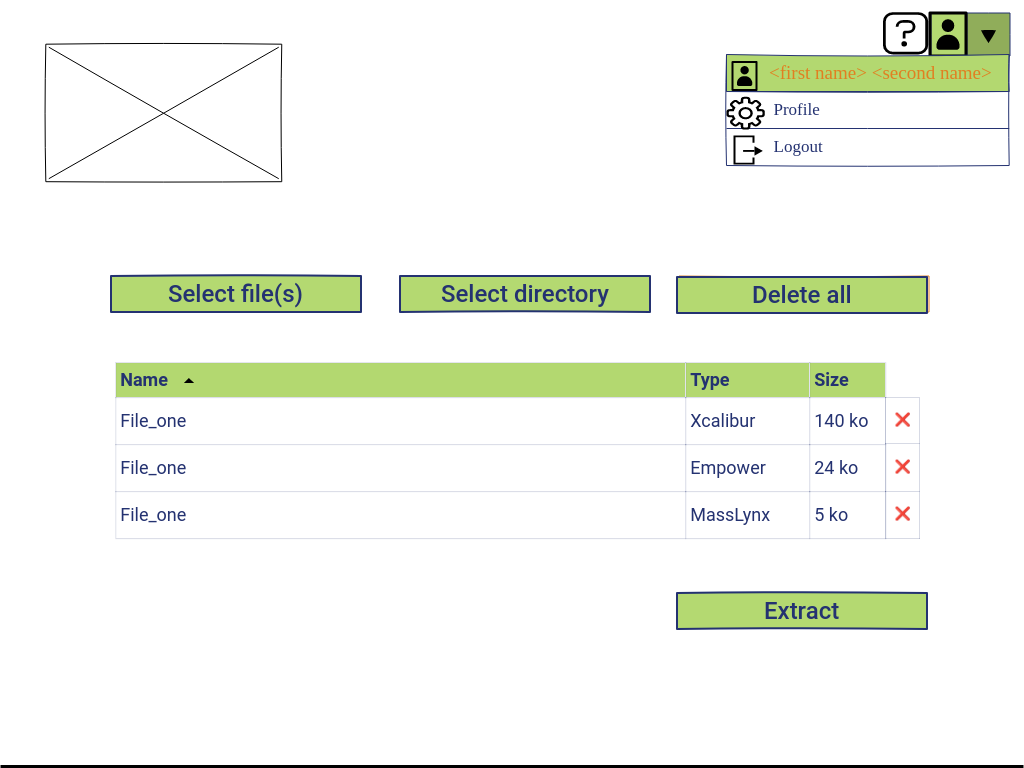 ?
<first name> <second name>
Profile
Logout
Select file(s) Select directory Delete all
Name Type Size
File_one Xcalibur 140 ko
File_one Empower 24 ko
File_one MassLynx 5 ko
Extract